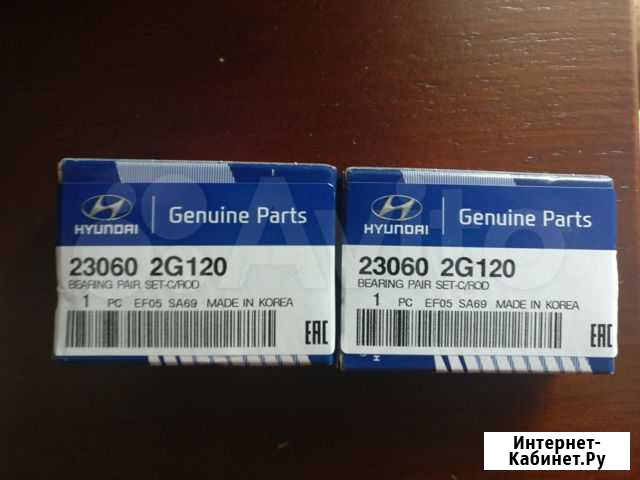 HYUNDAI
Genuine Parts
23060 2G120
BEARING PAIR SET-C/ROD
1 PC EF05 SA69 MADE IN KOREA
EAC
HYUNDAI
Genuine Parts
23060 2G120
BEARING PAIR SET-C/ROD
1 PC EF05 SA69 MADE IN KOREA
EAC
Avito
Интернет-
Кабинет.Ру